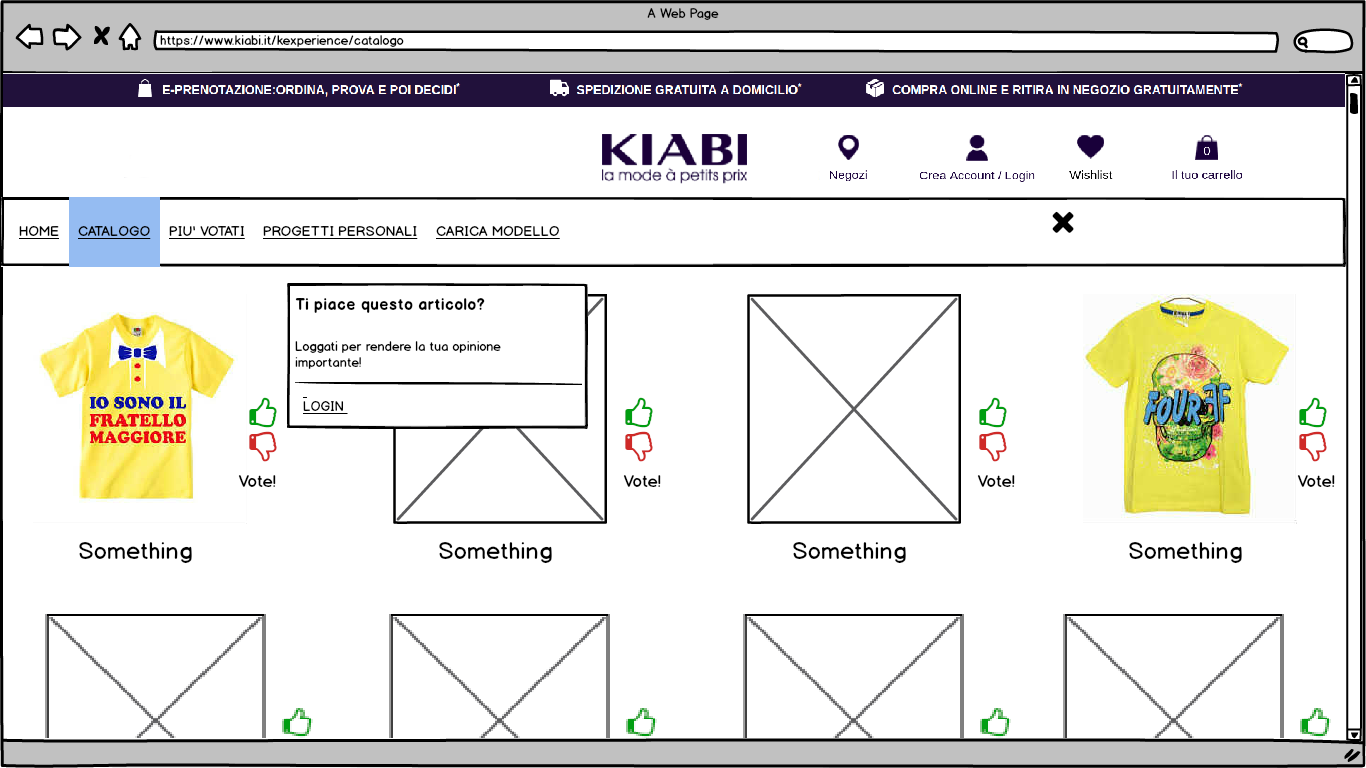 A Web Page
https://www.kiabi.it/kexperience/catalogo
E-PRENOTAZIONE:ORDINA, PROVA E POI DECIDI*
SPEDIZIONE GRATUITA A DOMICILIO*
COMPRA ONLINE E RITIRA IN NEGOZIO GRATUITAMENTE*
KIABI
la mode à petits prix
Negozi
Crea Account / Login
Wishlist
0
Il tuo carrello
HOME
CATALOGO
PIU' VOTATI
PROGETTI PERSONALI
CARICA MODELLO
Ti piace questo articolo?
Loggati per rendere la tua opinione
importante!
LOGIN
IO SONO IL
FRATELLO
MAGGIORE
FOUR
Vote!
Vote!
Vote!
Vote!
Something
Something
Something
Something